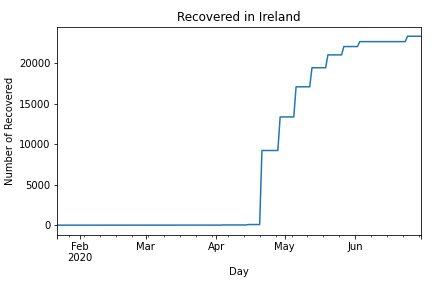 Recovered in Ireland
Number of Recovered
20000
15000
10000
5000
0
Feb
2020
Mar
Apr
May
Jun
Day